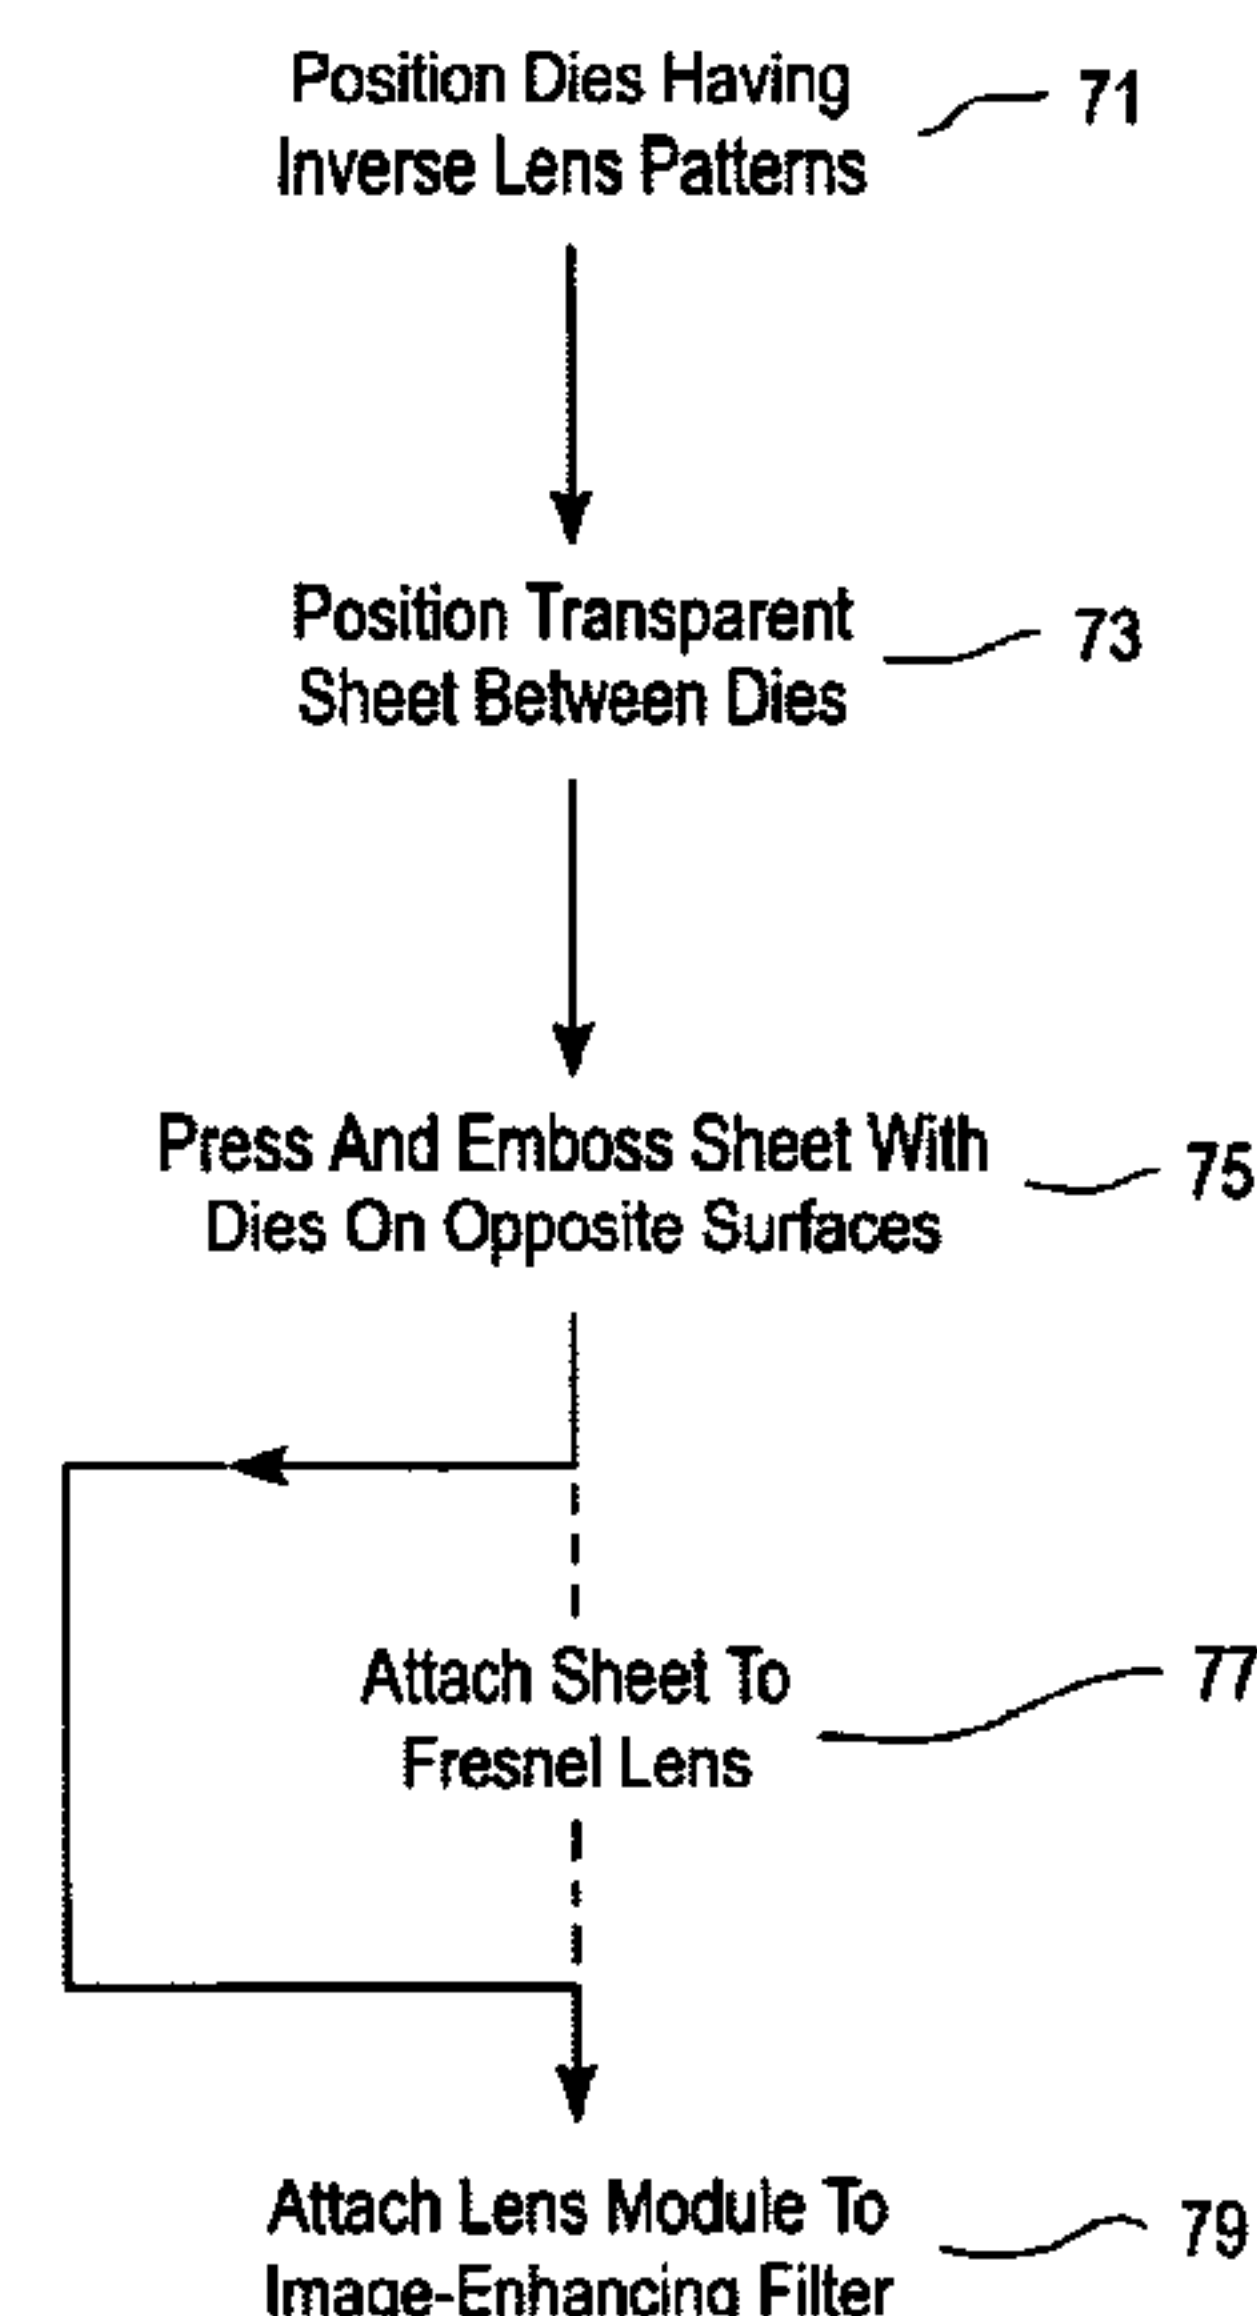 Position Dies Having
Inverse Lens Patterns
71
Position Transparent
Sheet Between Dies
73
Press And Emboss Sheet With
Dies On Opposite Surfaces
75
Attach Sheet To
Fresnel Lens
77
Attach Lens Module To
Image-Enhancing Filter
79